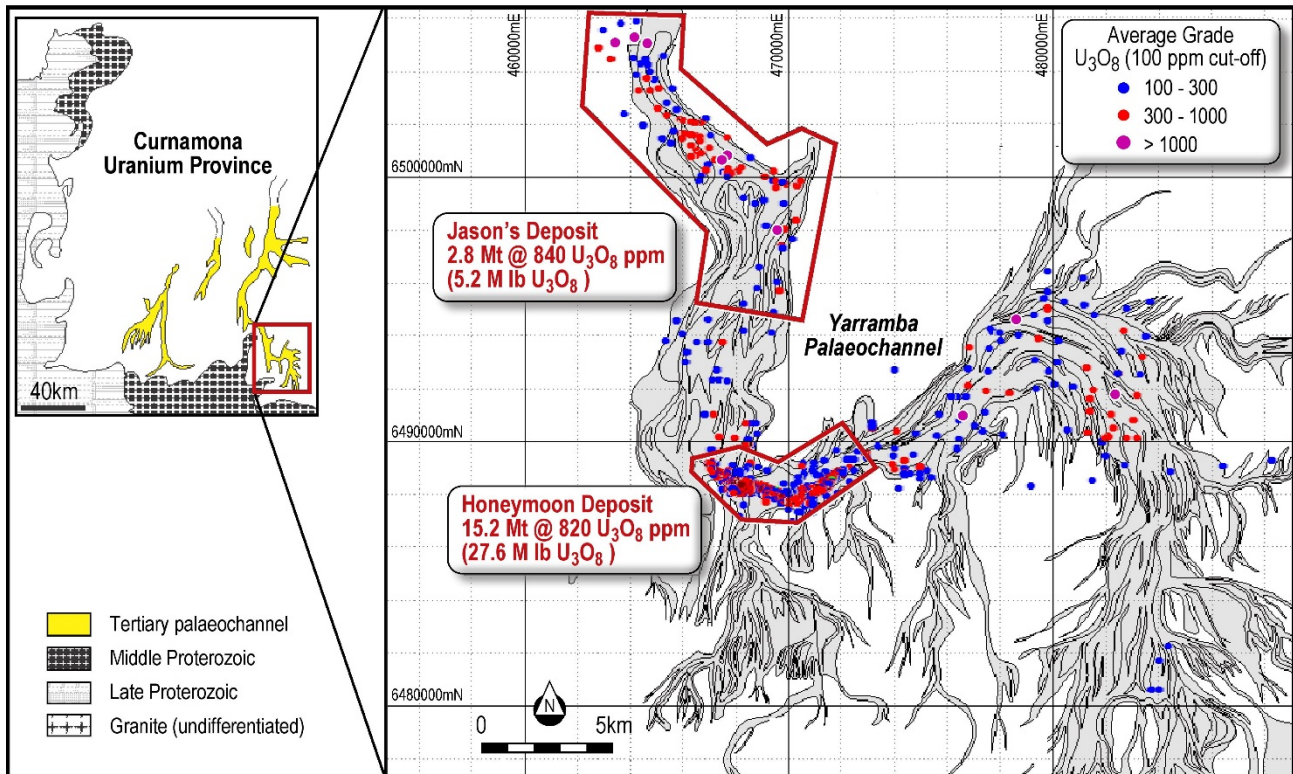 Curnamona
Uranium Province
40km
Tertiary palaeochannel
Middle Proterozoic
Late Proterozoic
Granite (undifferentiated)
460000mE
470000mE
480000mE
6500000mN
6490000mN
6480000mN
Average Grade
U₃O₈ (100 ppm cut-off)
100 - 300
300 - 1000
> 1000
Jason's Deposit
2.8 Mt @ 840 U₃O₈ ppm
(5.2 M lb U₃O₈ )
Yarramba
Palaeochannel
Honeymoon Deposit
15.2 Mt @ 820 U₃O₈ ppm
(27.6 M lb U₃O₈ )
N
0 5km